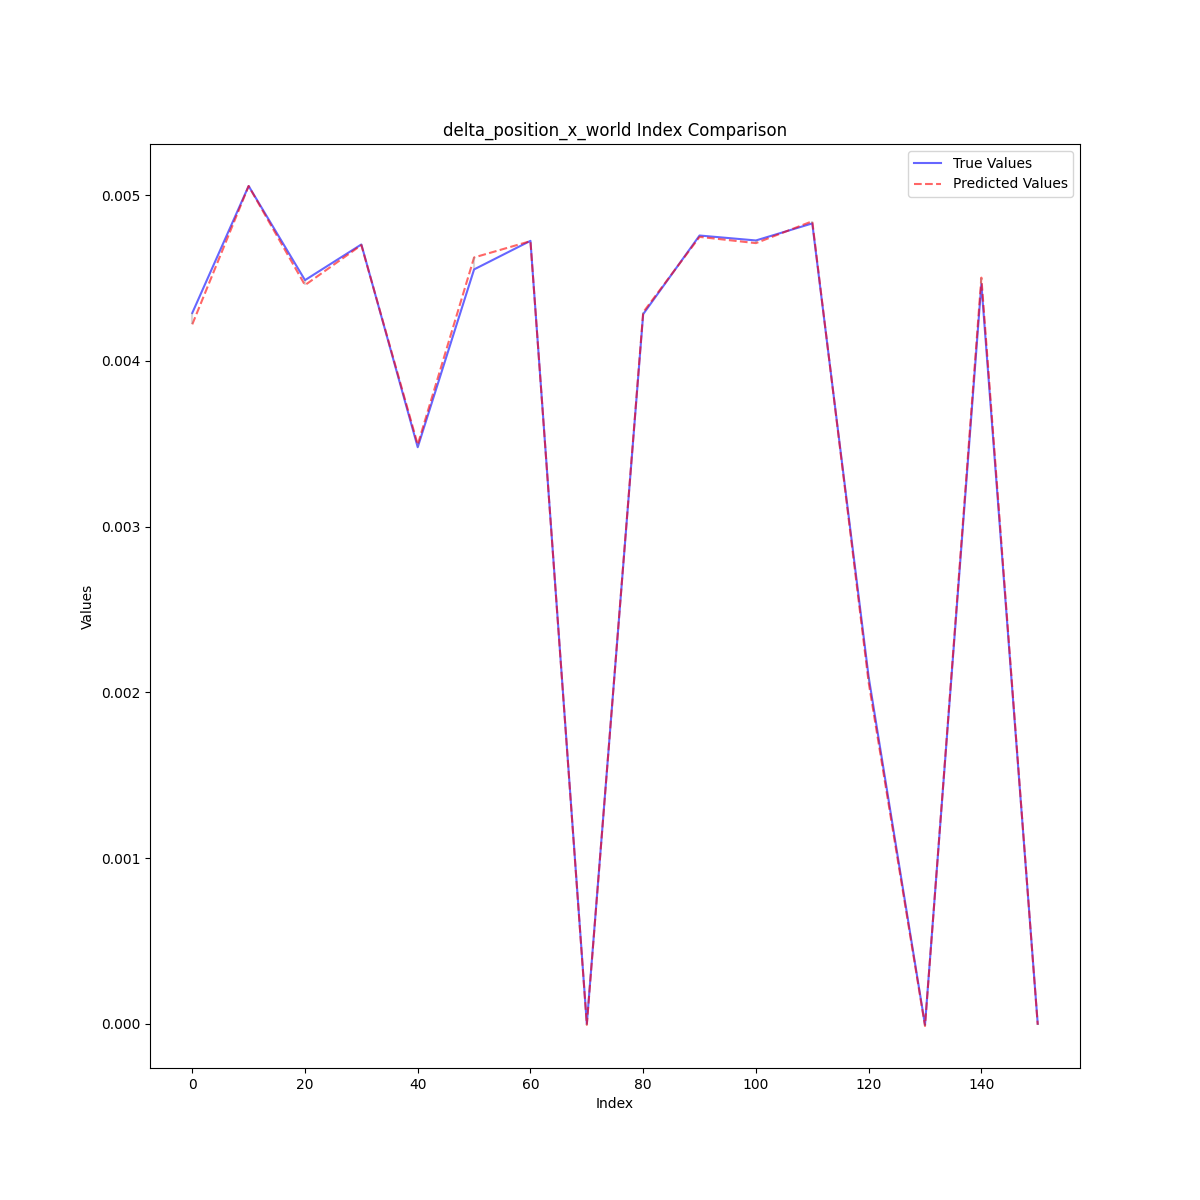 delta_position_x_world Index Comparison
True Values
Predicted Values
0.005
0.004
0.003
0.002
0.001
0.000
Values
0 20 40 60 80 100 120 140
Index